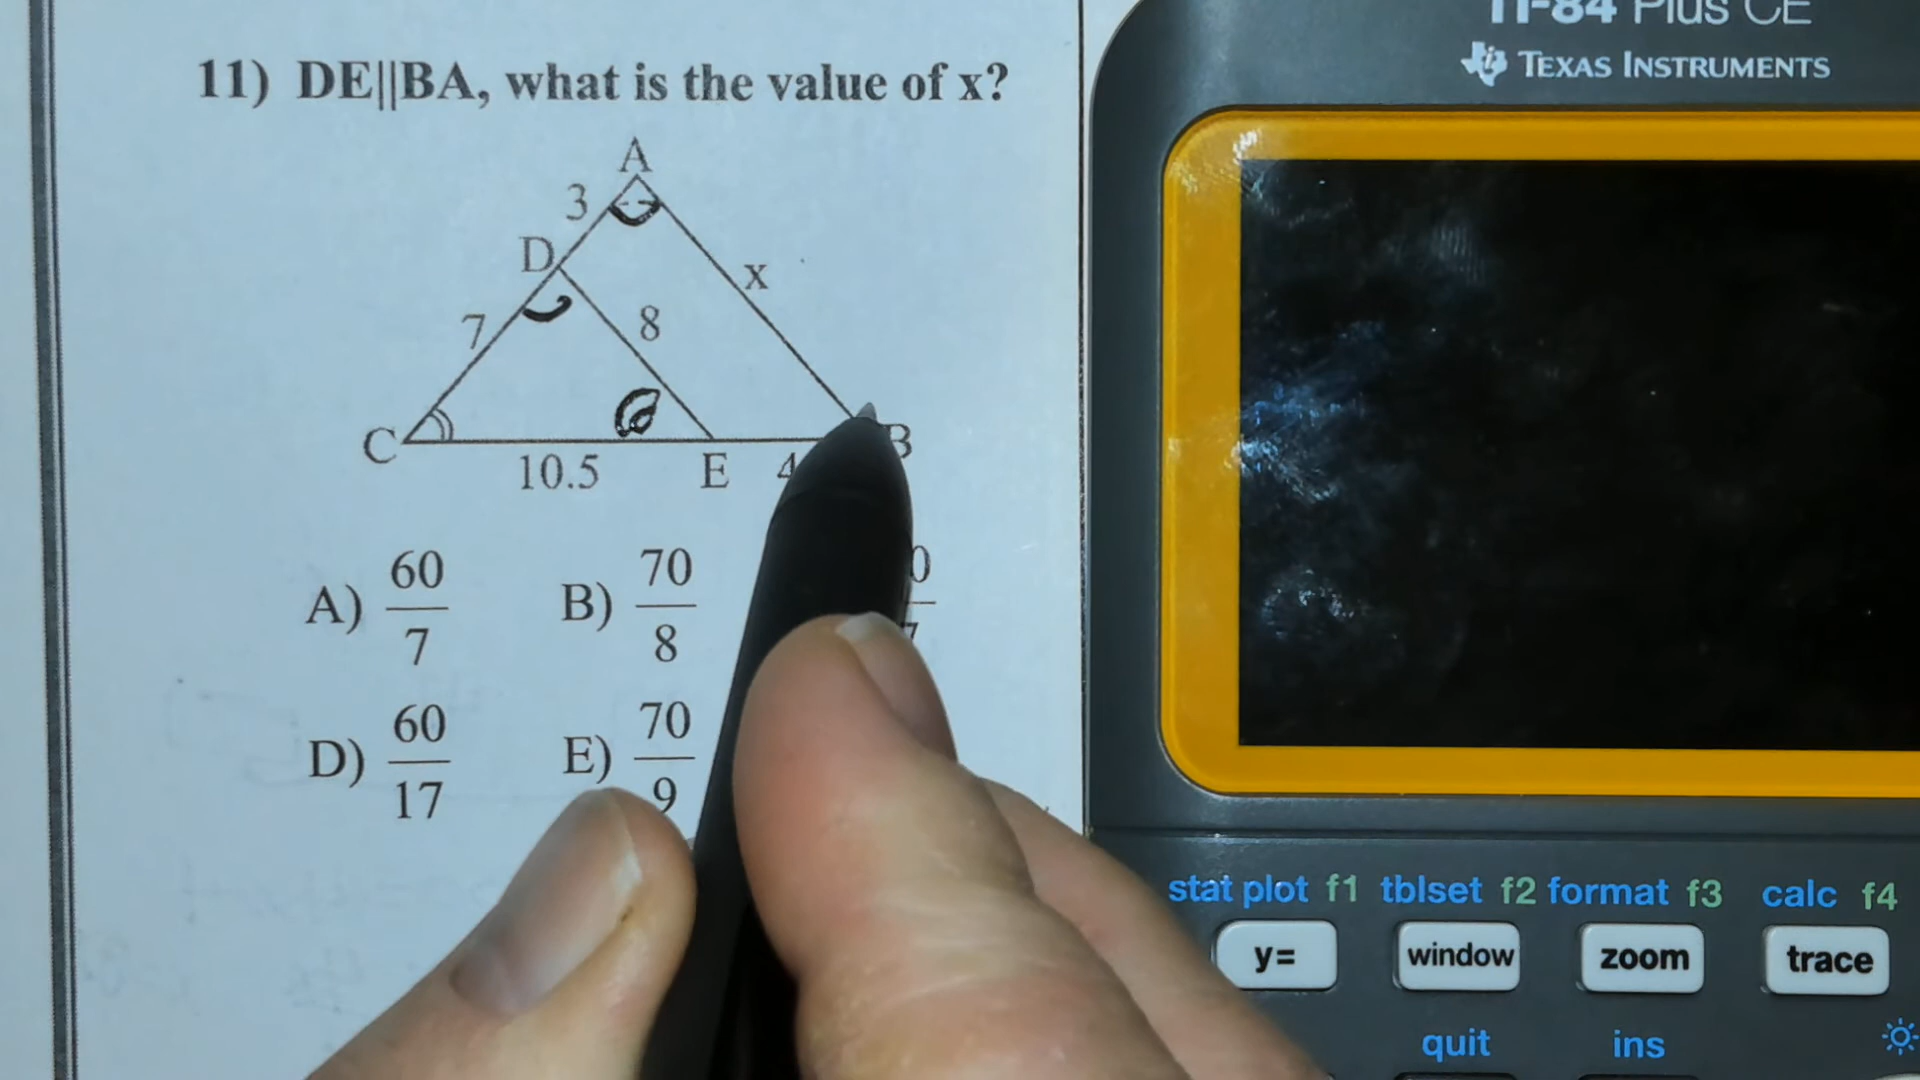 11) DE||BA, what is the value of x?
A
3
D
x
7
8
C
B
10.5
E
4
A) 60/7
B) 70/8
D) 60/17
E) 70/9
TI-84 Plus CE
TEXAS INSTRUMENTS
stat plot f1 tblset f2 format f3 calc f4
y= window zoom trace
quit ins